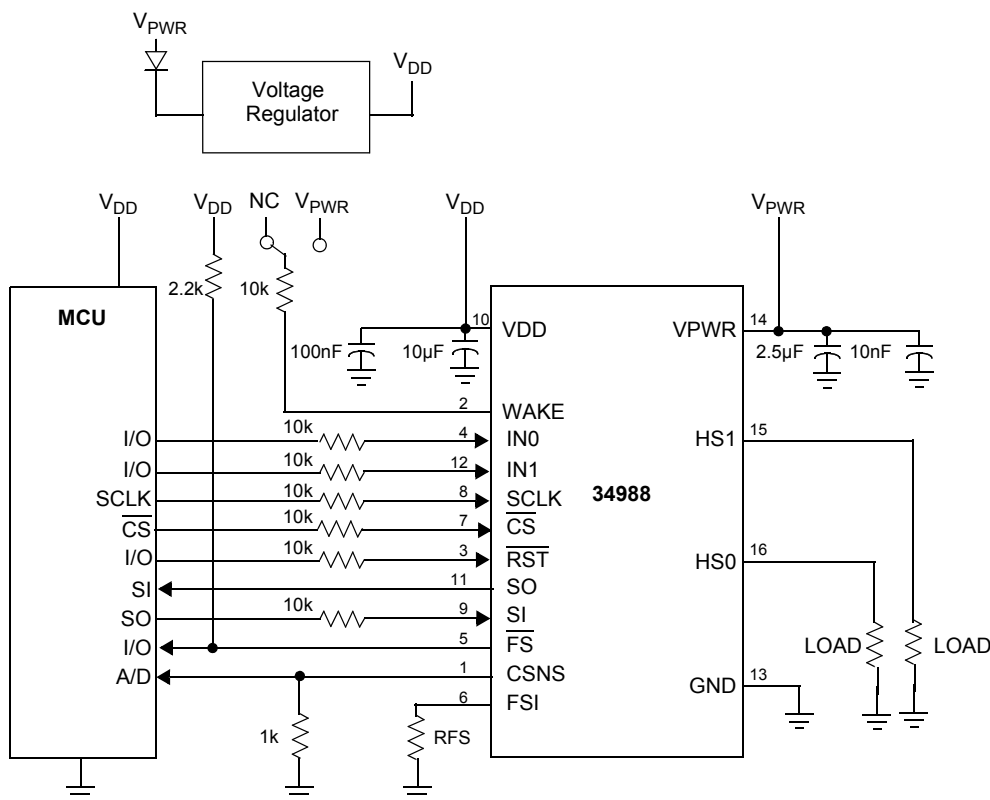 VPWR
Voltage
Regulator
VDD
VDD
VDD
NC
VPWR
VDD
VPWR
MCU
2.2k
10k
100nF
10µF
10
VDD
VPWR
14
2.5µF
10nF
2
WAKE
I/O
10k
4
IN0
HS1
15
I/O
10k
12
IN1
SCLK
10k
8
SCLK
34988
CS
10k
7
CS
I/O
10k
3
RST
HS0
16
SI
11
SO
SO
10k
9
SI
I/O
5
FS
LOAD
LOAD
A/D
1
CSNS
GND
13
6
FSI
1k
RFS